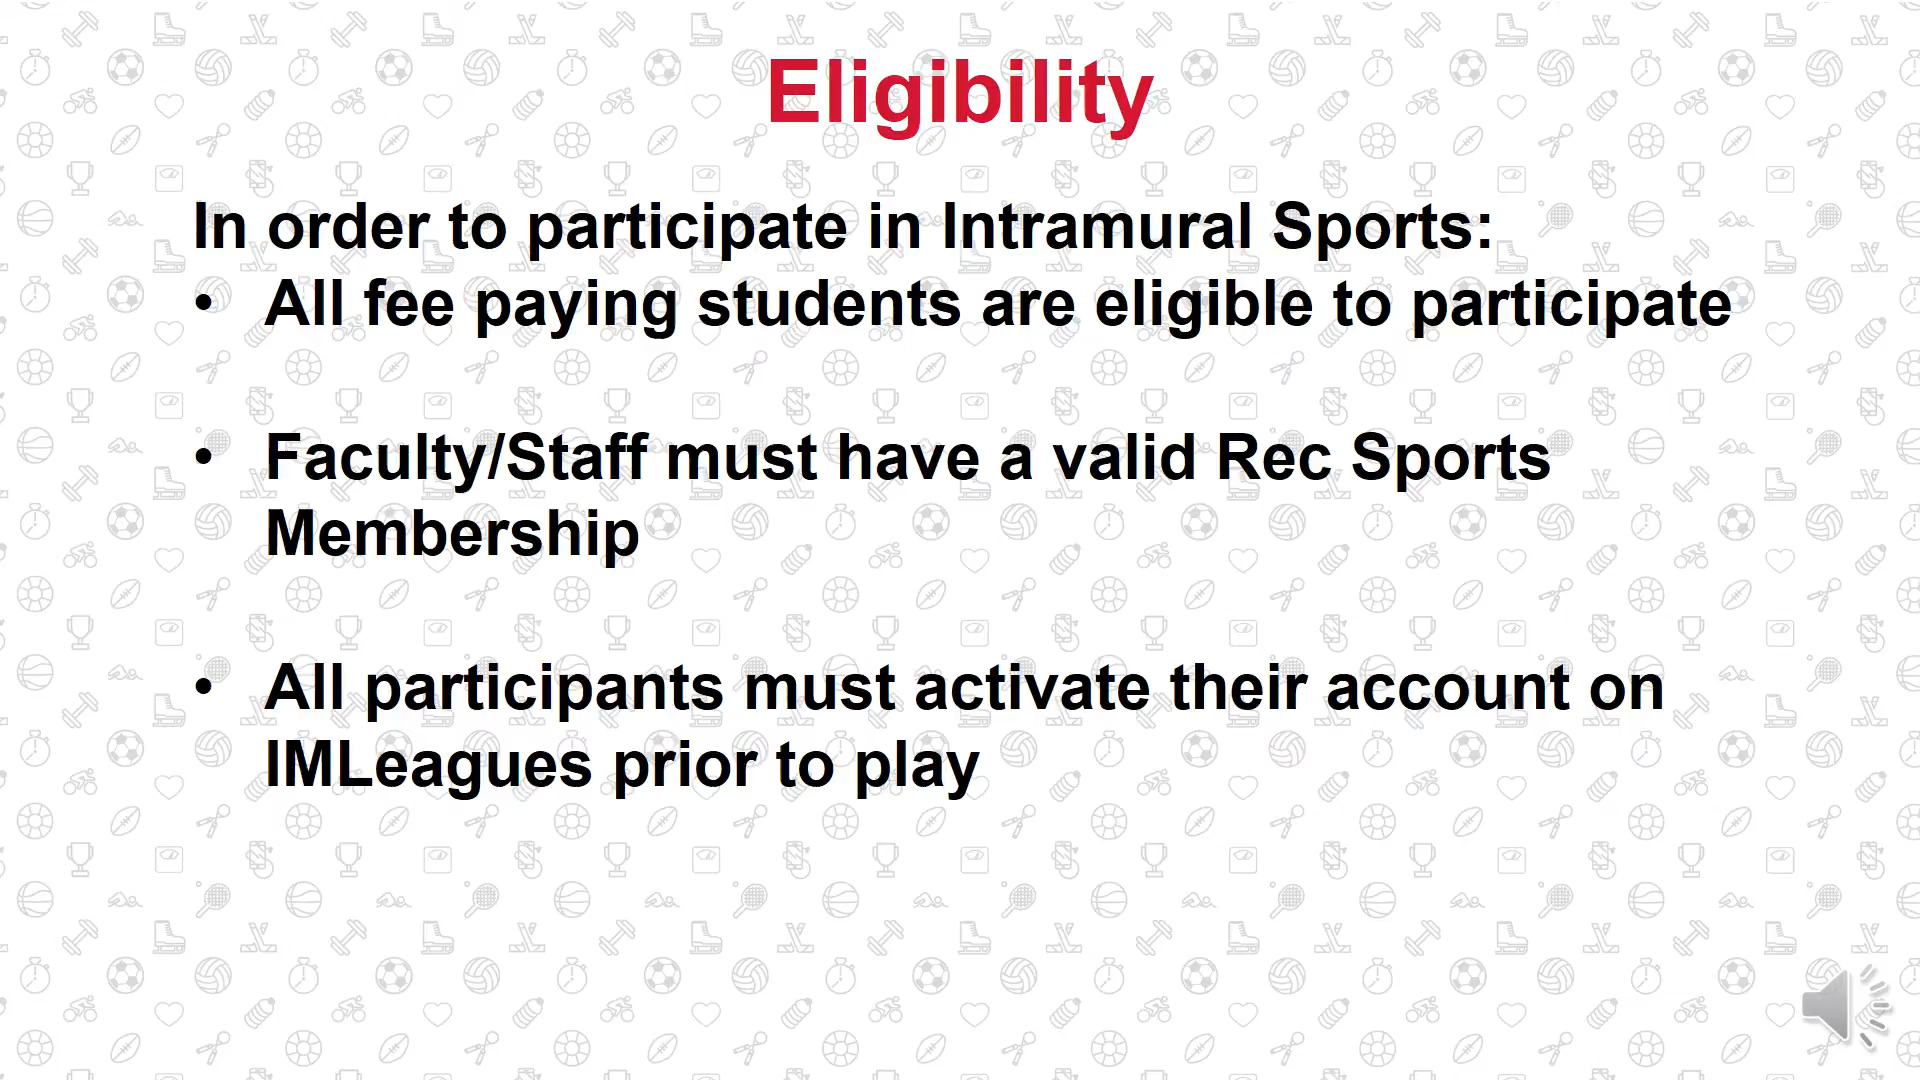 Eligibility
In order to participate in Intramural Sports:
• All fee paying students are eligible to participate
• Faculty/Staff must have a valid Rec Sports
Membership
• All participants must activate their account on
IMLeagues prior to play